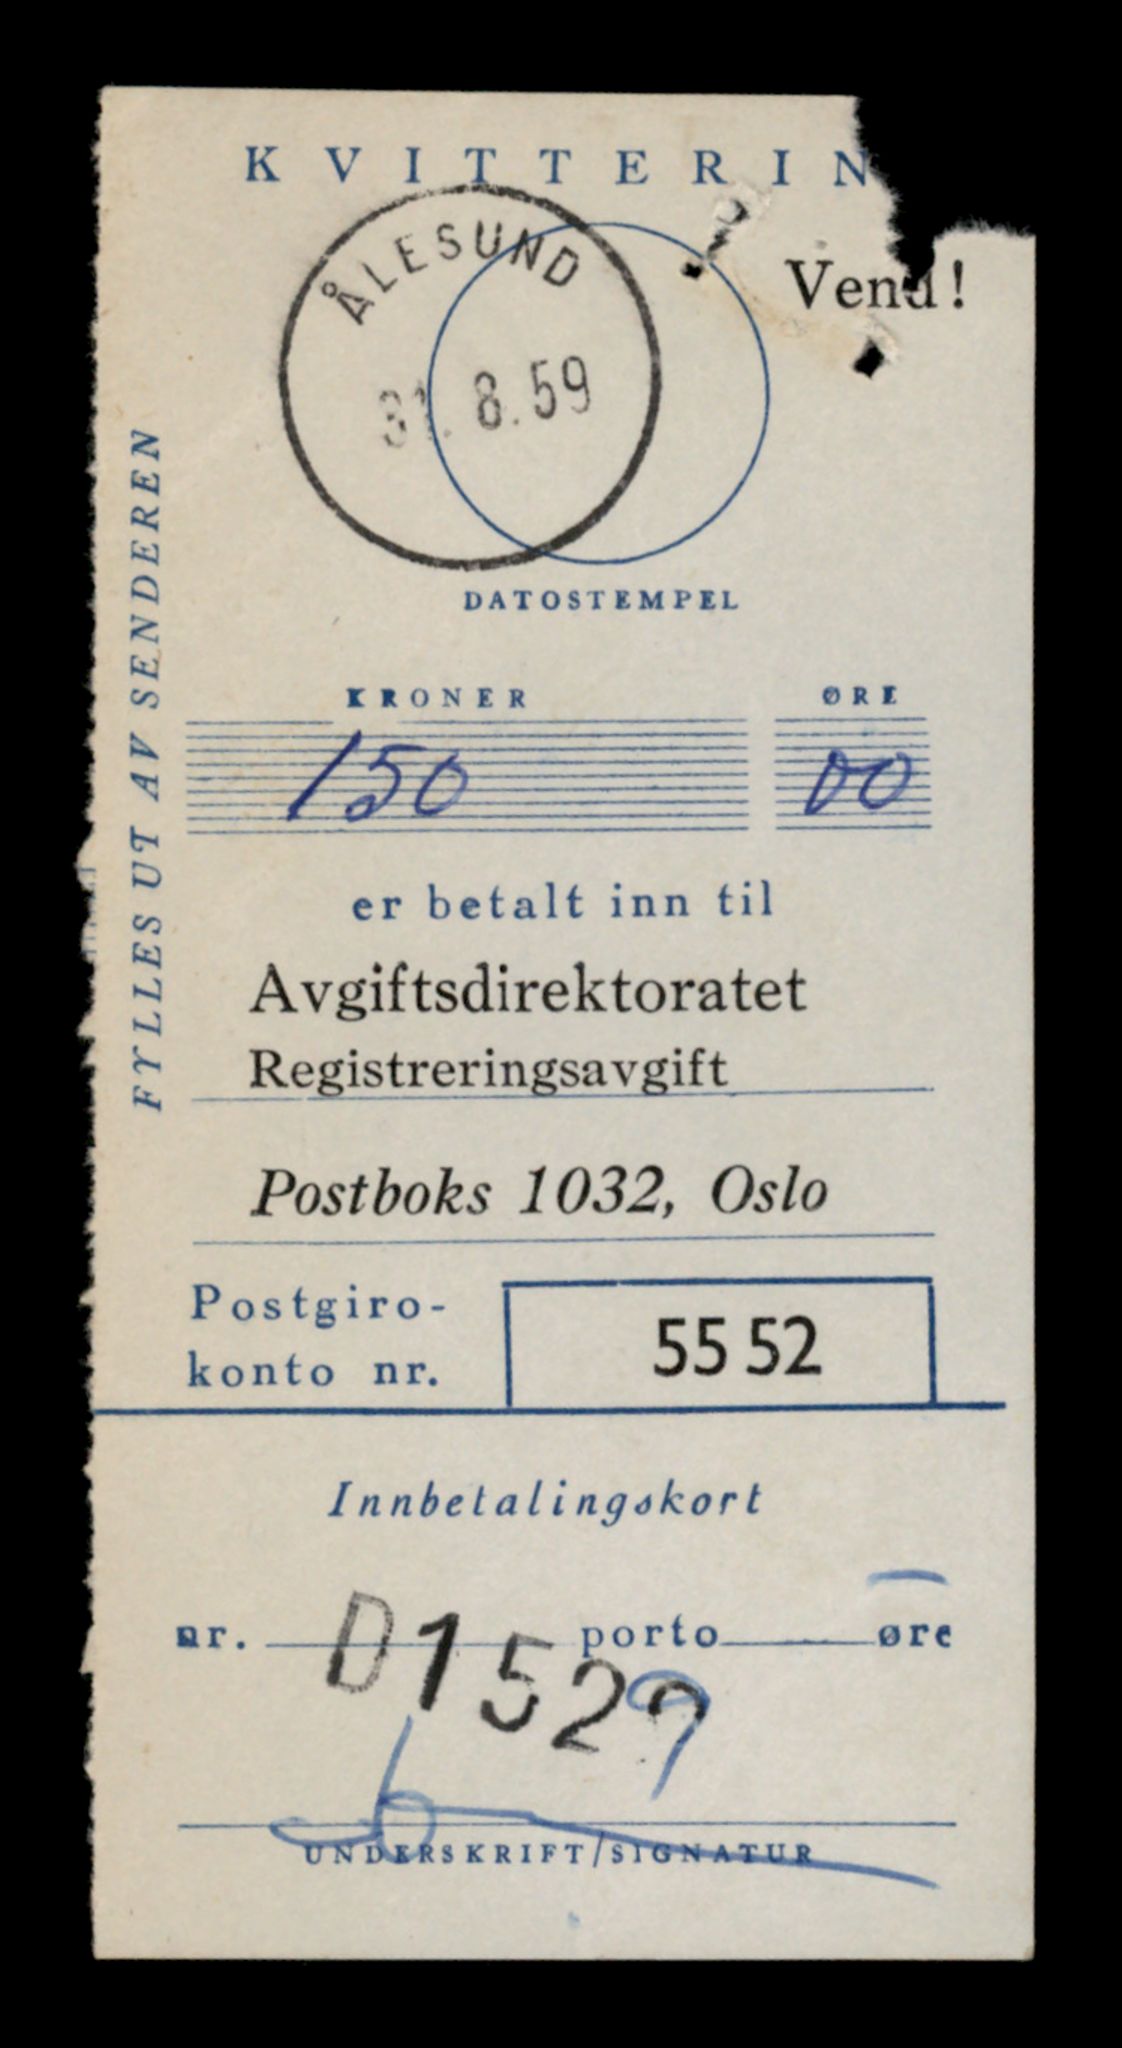 KVITTERIN
Vend!
ÅLESUND
31. 8. 59
DATOSTEMPEL
FYLLES UT AV SENDEREN
KRONER ØRE
150 00
er betalt inn til
Avgiftsdirektoratet
Registreringsavgift
Postboks 1032, Oslo
Postgiro-
konto nr.
55 52
Innbetalingskort
nr. porto øre
D1529
UNDERSKRIFT/SIGNATUR